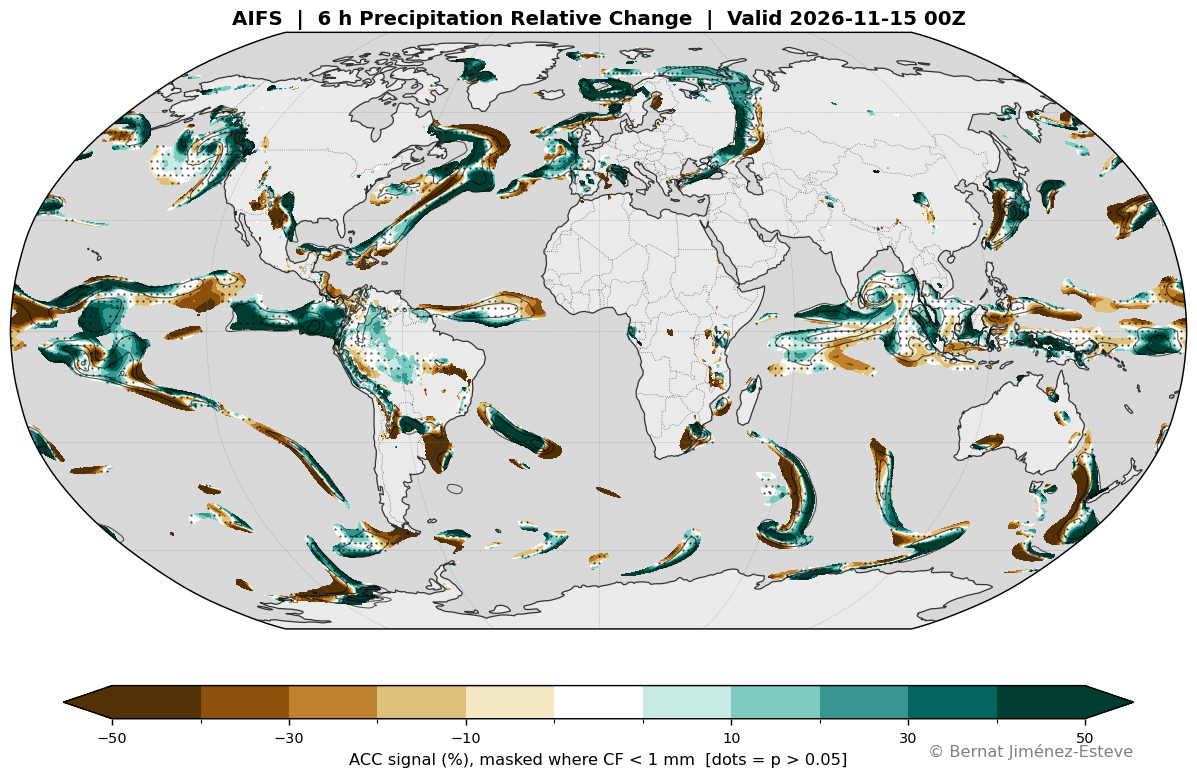 AIFS  |  6 h Precipitation Relative Change  |  Valid 2026-11-15 00Z
−50 −30 −10 10 30 50
ACC signal (%), masked where CF < 1 mm  [dots = p > 0.05]
© Bernat Jiménez-Esteve